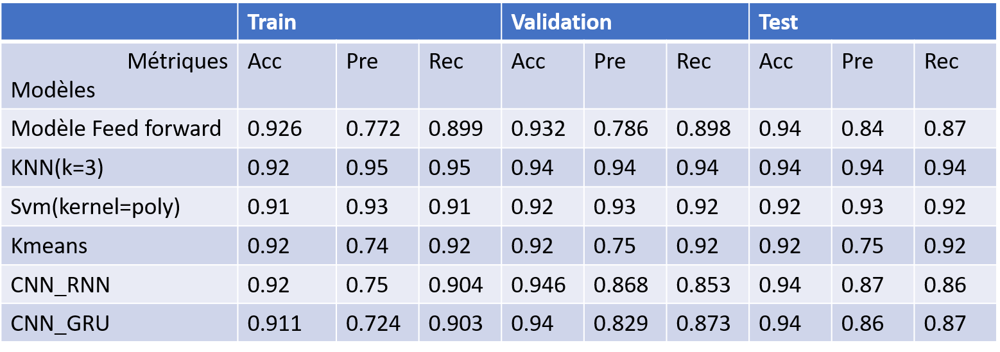 Train Validation Test
Métriques Acc Pre Rec Acc Pre Rec Acc Pre Rec
Modèles
Modèle Feed forward 0.926 0.772 0.899 0.932 0.786 0.898 0.94 0.84 0.87
KNN(k=3) 0.92 0.95 0.95 0.94 0.94 0.94 0.94 0.94 0.94
Svm(kernel=poly) 0.91 0.93 0.91 0.92 0.93 0.92 0.92 0.93 0.92
Kmeans 0.92 0.74 0.92 0.92 0.75 0.92 0.92 0.75 0.92
CNN_RNN 0.92 0.75 0.904 0.946 0.868 0.853 0.94 0.87 0.86
CNN_GRU 0.911 0.724 0.903 0.94 0.829 0.873 0.94 0.86 0.87